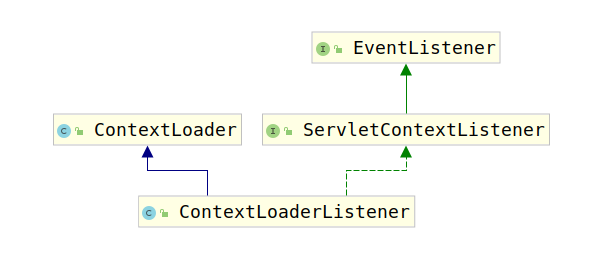 I EventListener
C ContextLoader
I ServletContextListener
C ContextLoaderListener